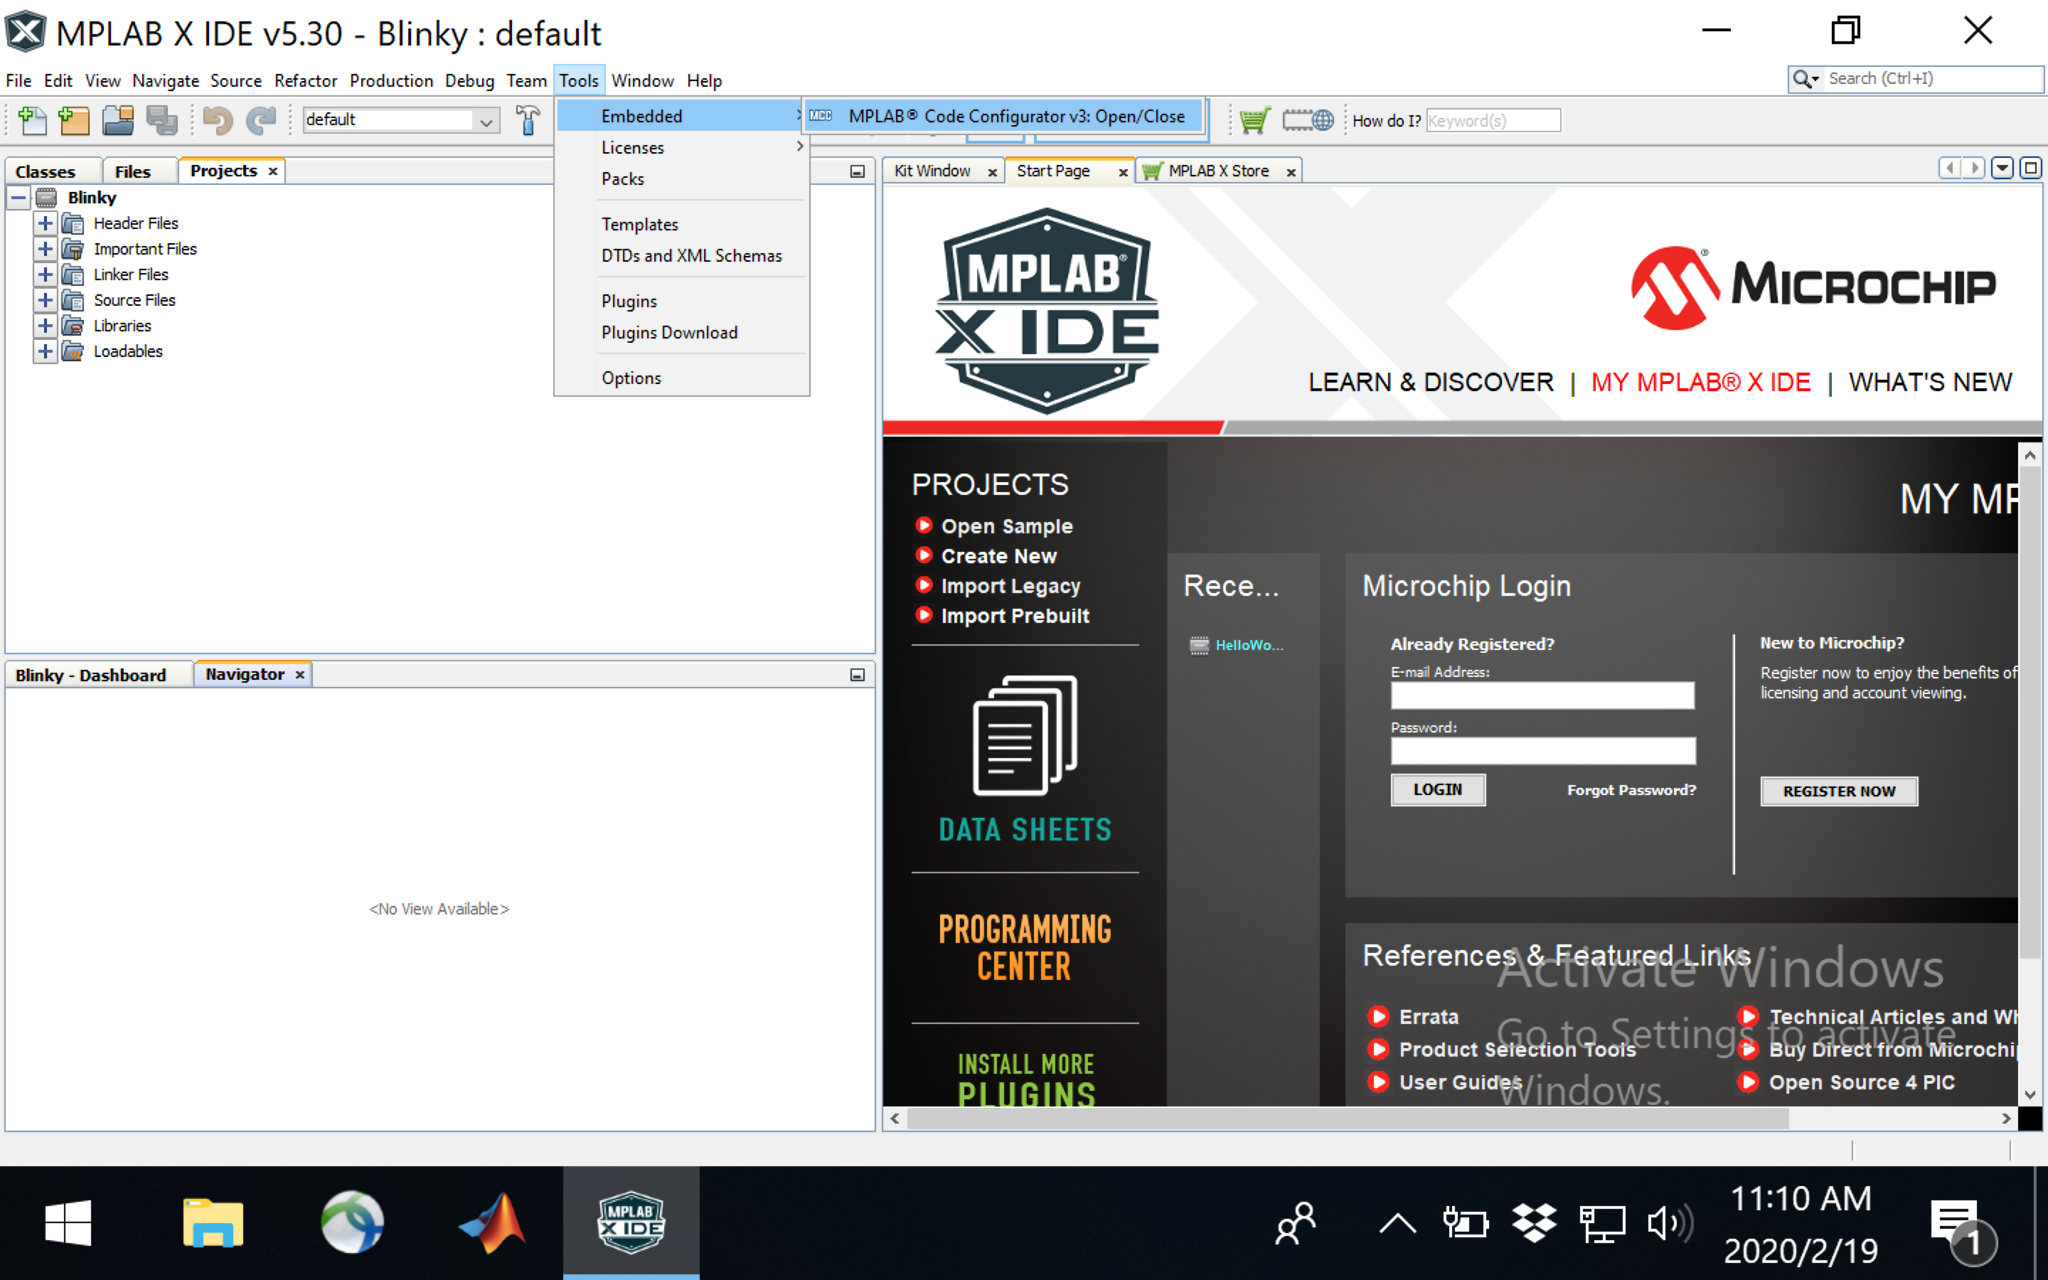 MPLAB X IDE v5.30 - Blinky : default
File Edit View Navigate Source Refactor Production Debug Team Tools Window Help
Search (Ctrl+I)
default
How do I? Keyword(s)
Embedded
MCC MPLAB® Code Configurator v3: Open/Close
Licenses
Packs
Templates
DTDs and XML Schemas
Plugins
Plugins Download
Options
Classes Files Projects
Blinky
Header Files
Important Files
Linker Files
Source Files
Libraries
Loadables
Blinky - Dashboard Navigator
<No View Available>
Kit Window Start Page MPLAB X Store
MPLAB®
X IDE
MICROCHIP
LEARN & DISCOVER | MY MPLAB® X IDE | WHAT'S NEW
PROJECTS
Open Sample
Create New
Import Legacy
Import Prebuilt
DATA SHEETS
PROGRAMMING
CENTER
INSTALL MORE
PLUGINS
MY MP
Rece...
HelloWo...
Microchip Login
Already Registered?
E-mail Address:
Password:
LOGIN
Forgot Password?
New to Microchip?
Register now to enjoy the benefits of
licensing and account viewing.
REGISTER NOW
References & Featured Links
Errata
Product Selection Tools
User Guides
Technical Articles and Wh
Buy Direct from Microchip
Open Source 4 PIC
Activate Windows
Go to Settings to activate
Windows.
MPLAB
X IDE
11:10 AM
2020/2/19
1